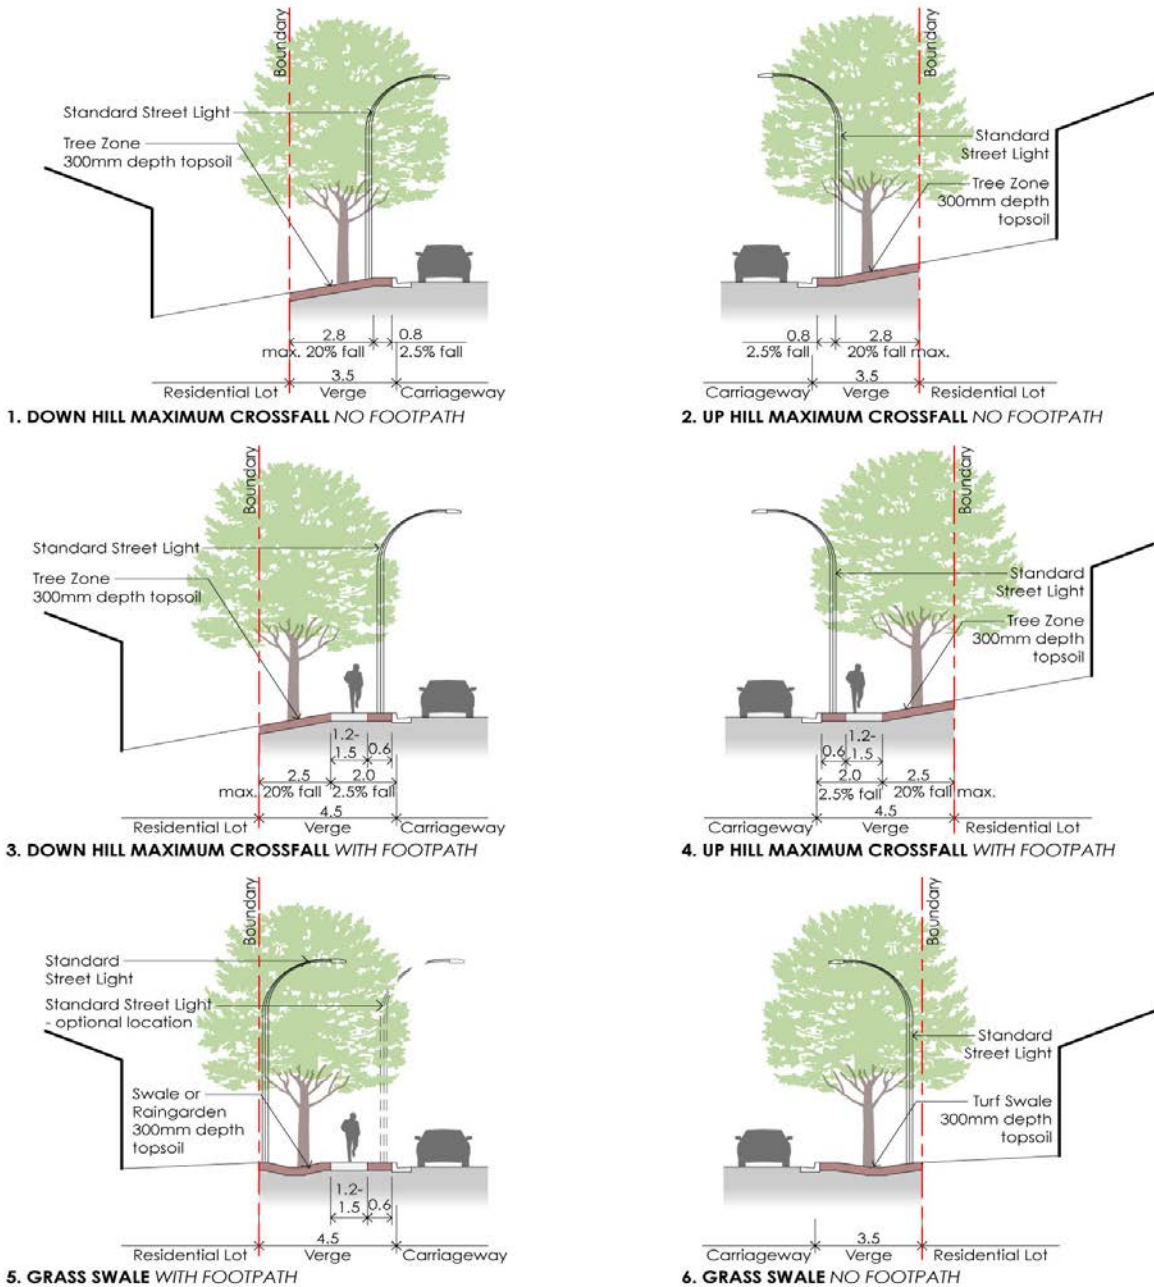 Boundary
Standard Street Light
Tree Zone
300mm depth topsoil
2.8
0.8
max. 20% fall
2.5% fall
3.5
Residential Lot
Verge
Carriageway
1. DOWN HILL MAXIMUM CROSSFALL NO FOOTPATH
Boundary
Standard
Street Light
Tree Zone
300mm depth
topsoil
0.8
2.8
2.5% fall
20% fall max.
3.5
Carriageway
Verge
Residential Lot
2. UP HILL MAXIMUM CROSSFALL NO FOOTPATH
Boundary
Standard Street Light
Tree Zone
300mm depth topsoil
1.2-
1.5
0.6
2.5
2.0
max. 20% fall
2.5% fall
4.5
Residential Lot
Verge
Carriageway
3. DOWN HILL MAXIMUM CROSSFALL WITH FOOTPATH
Boundary
Standard
Street Light
Tree Zone
300mm depth
topsoil
1.2-
0.6
1.5
2.0
2.5
2.5% fall
20% fall max.
4.5
Carriageway
Verge
Residential Lot
4. UP HILL MAXIMUM CROSSFALL WITH FOOTPATH
Boundary
Standard
Street Light
Standard Street Light
- optional location
Swale or
Raingarden
300mm depth
topsoil
1.2-
1.5
0.6
4.5
Residential Lot
Verge
Carriageway
5. GRASS SWALE WITH FOOTPATH
Boundary
Standard
Street Light
Turf Swale
300mm depth
topsoil
3.5
Carriageway
Verge
Residential Lot
6. GRASS SWALE NO FOOTPATH